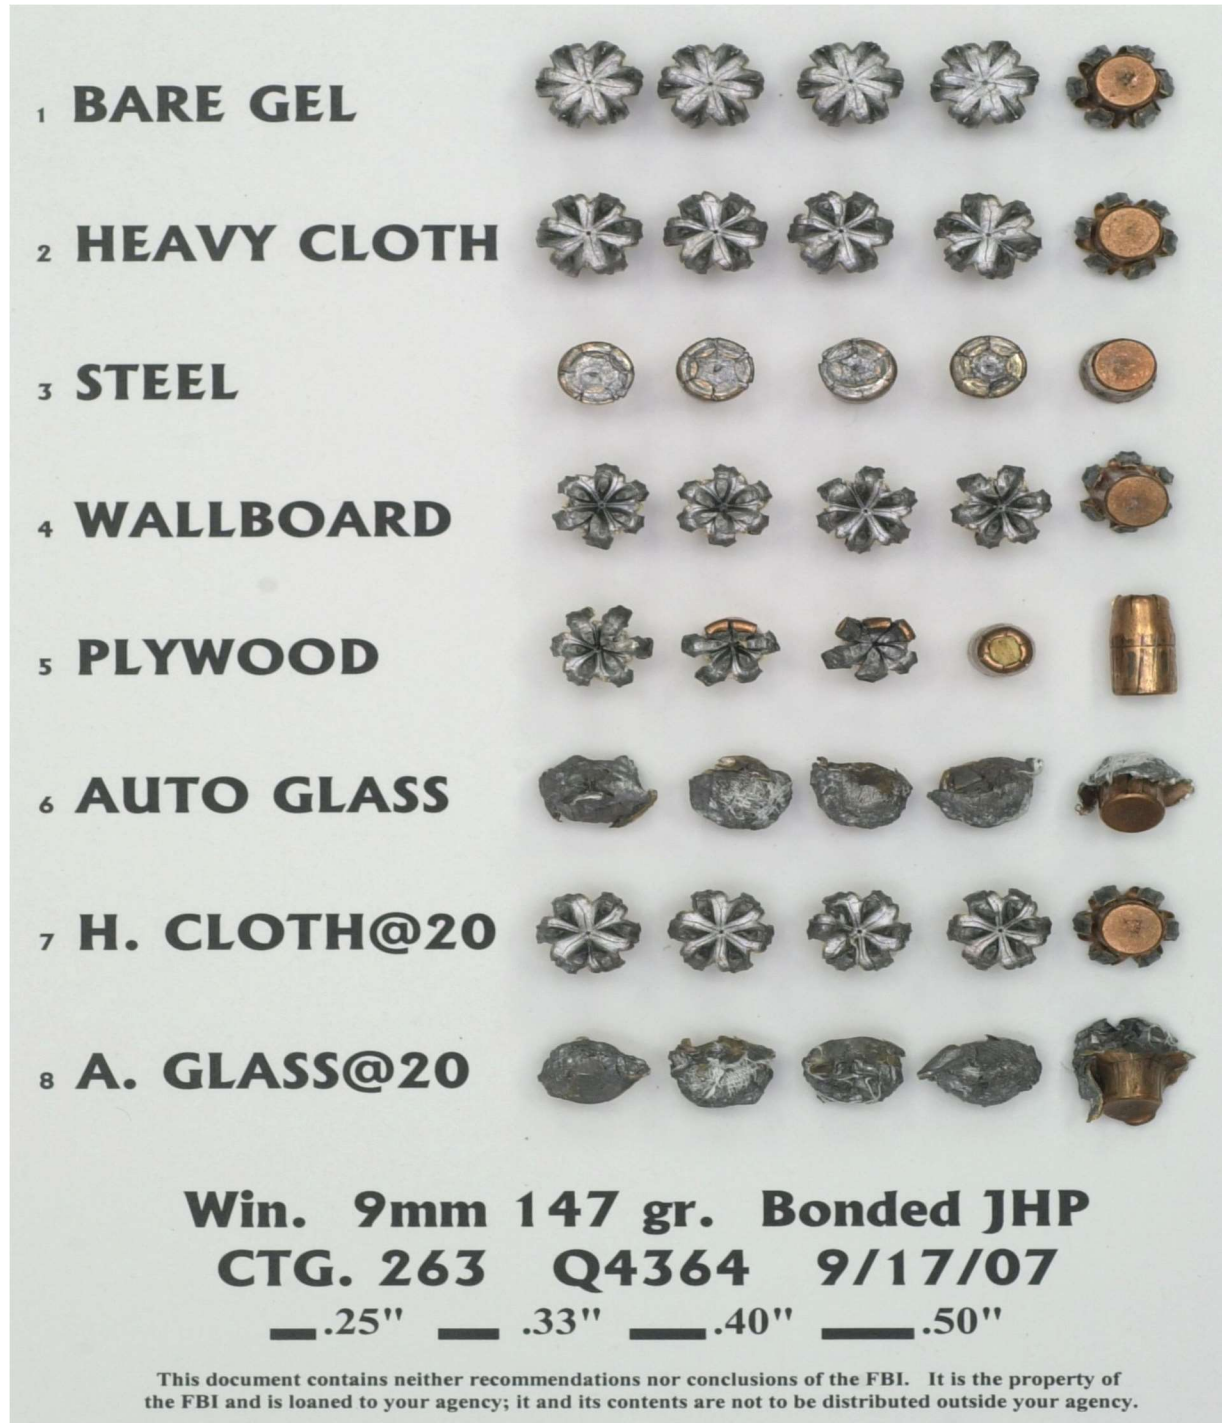 1 BARE GEL
2 HEAVY CLOTH
3 STEEL
4 WALLBOARD
5 PLYWOOD
6 AUTO GLASS
7 H. CLOTH@20
8 A. GLASS@20
Win. 9mm 147 gr. Bonded JHP
CTG. 263 Q4364 9/17/07
.25" .33" .40" .50"
This document contains neither recommendations nor conclusions of the FBI. It is the property of
the FBI and is loaned to your agency; it and its contents are not to be distributed outside your agency.